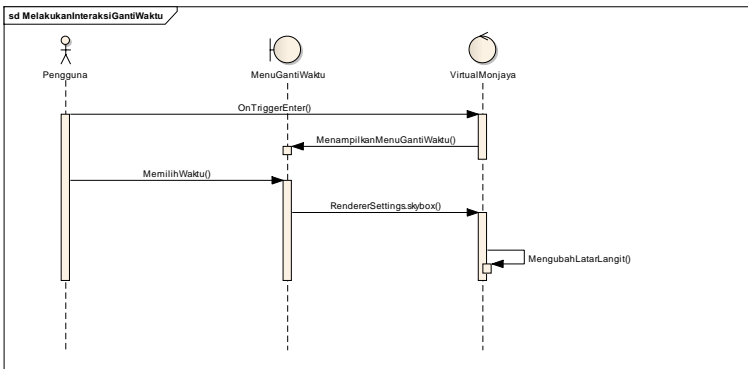 sd MelakukanInteraksiGantiWaktu
Pengguna
MenuGantiWaktu
VirtualMonjaya
OnTriggerEnter()
MenampilkanMenuGantiWaktu()
MemilihWaktu()
RendererSettings.skybox()
MengubahLatarLangit()